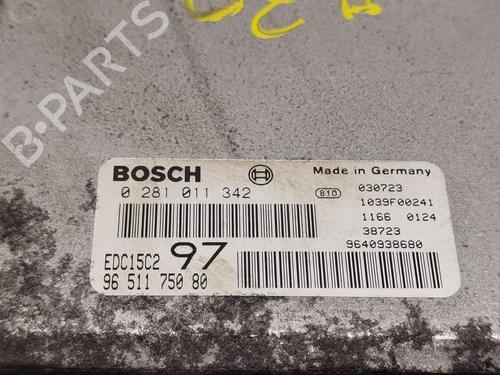 BOSCH
Made in Germany
0 281 011 342
B10
030723
1039F00241
1166 0124
38723
9640938680
EDC15C2
97
96 511 750 80
B-PARTS